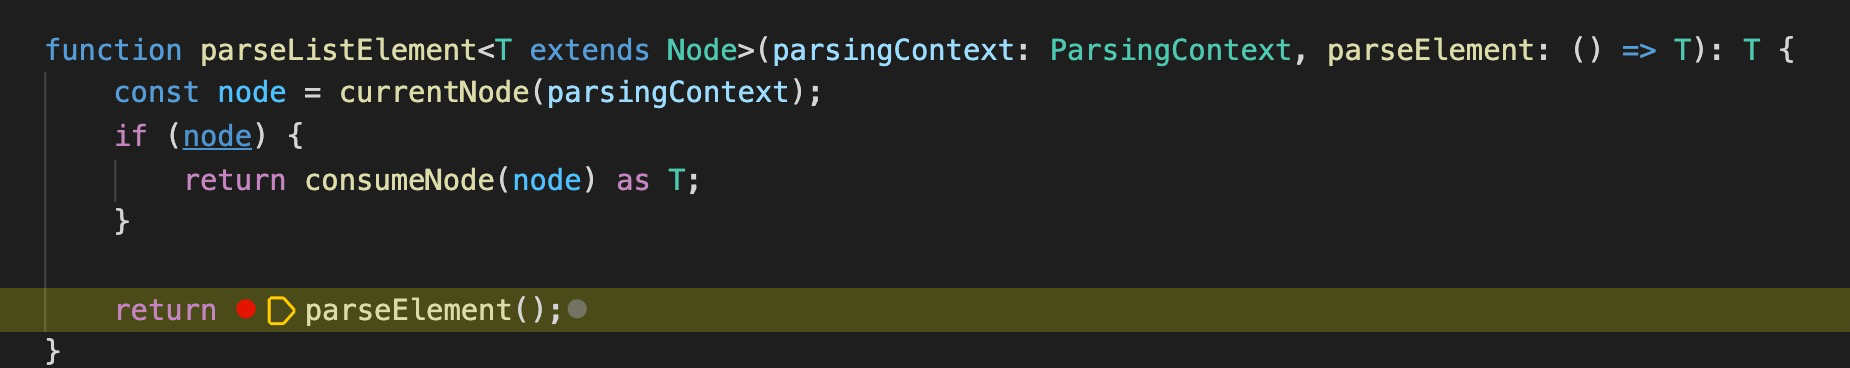 function parseListElement<T extends Node>(parsingContext: ParsingContext, parseElement: () => T): T {
    const node = currentNode(parsingContext);
    if (node) {
        return consumeNode(node) as T;
    }

    return parseElement();
}